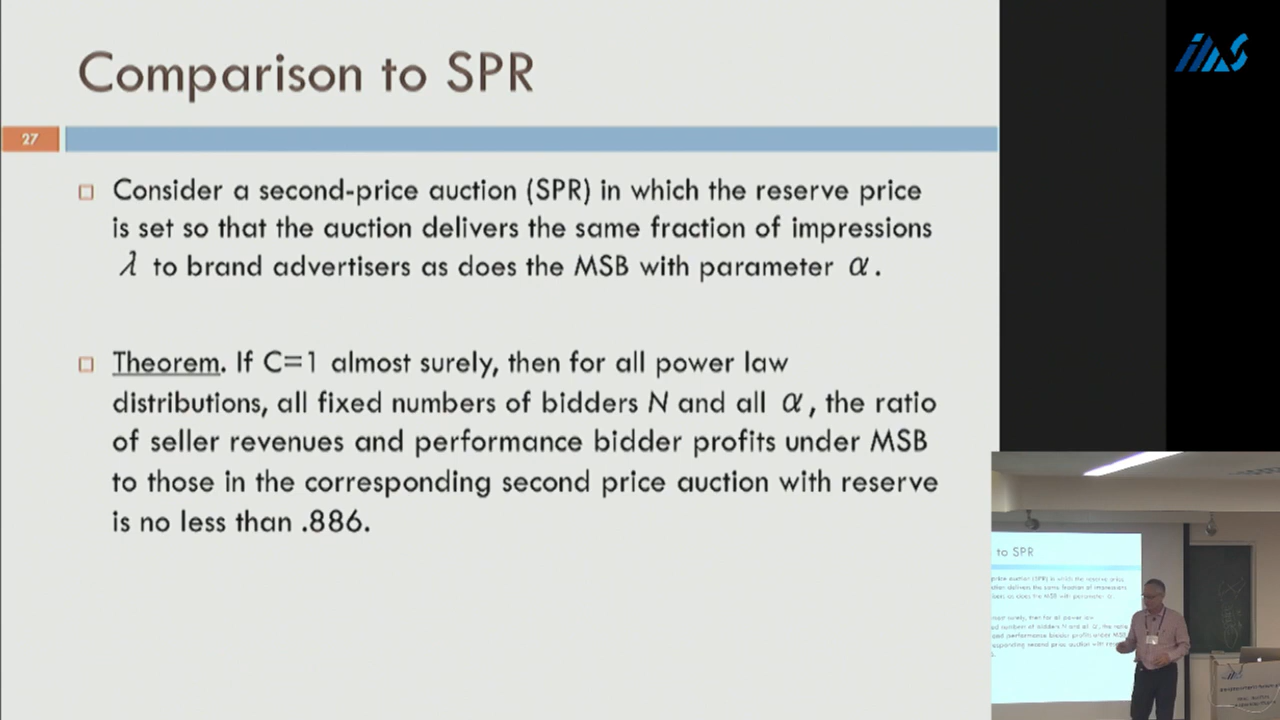 Comparison to SPR
27
Consider a second-price auction (SPR) in which the reserve price
is set so that the auction delivers the same fraction of impressions
λ to brand advertisers as does the MSB with parameter α.
Theorem. If C=1 almost surely, then for all power law
distributions, all fixed numbers of bidders N and all α, the ratio
of seller revenues and performance bidder profits under MSB
to those in the corresponding second price auction with reserve
is no less than .886.
to SPR